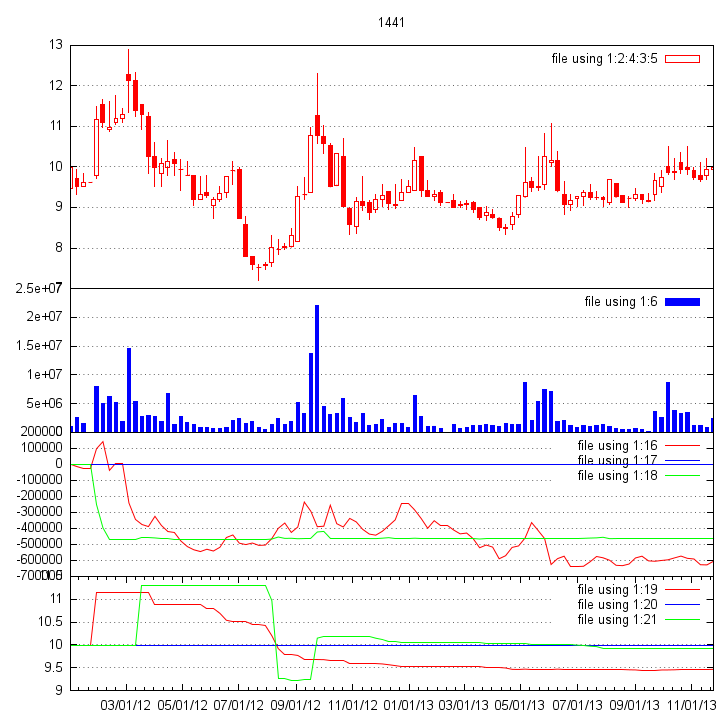 1441
13
file using 1:2:4:3:5
12
11
10
9
8
7
2.5e+07
file using 1:6
2e+07
1.5e+07
1e+07
5e+06
0
200000
file using 1:16
100000
file using 1:17
0
file using 1:18
-100000
-200000
-300000
-400000
-500000
-600000
-700000
11.5
file using 1:19
11
file using 1:20
10.5
file using 1:21
10
9.5
9
03/01/12 05/01/12 07/01/12 09/01/12 11/01/12 01/01/13 03/01/13 05/01/13 07/01/13 09/01/13 11/01/13